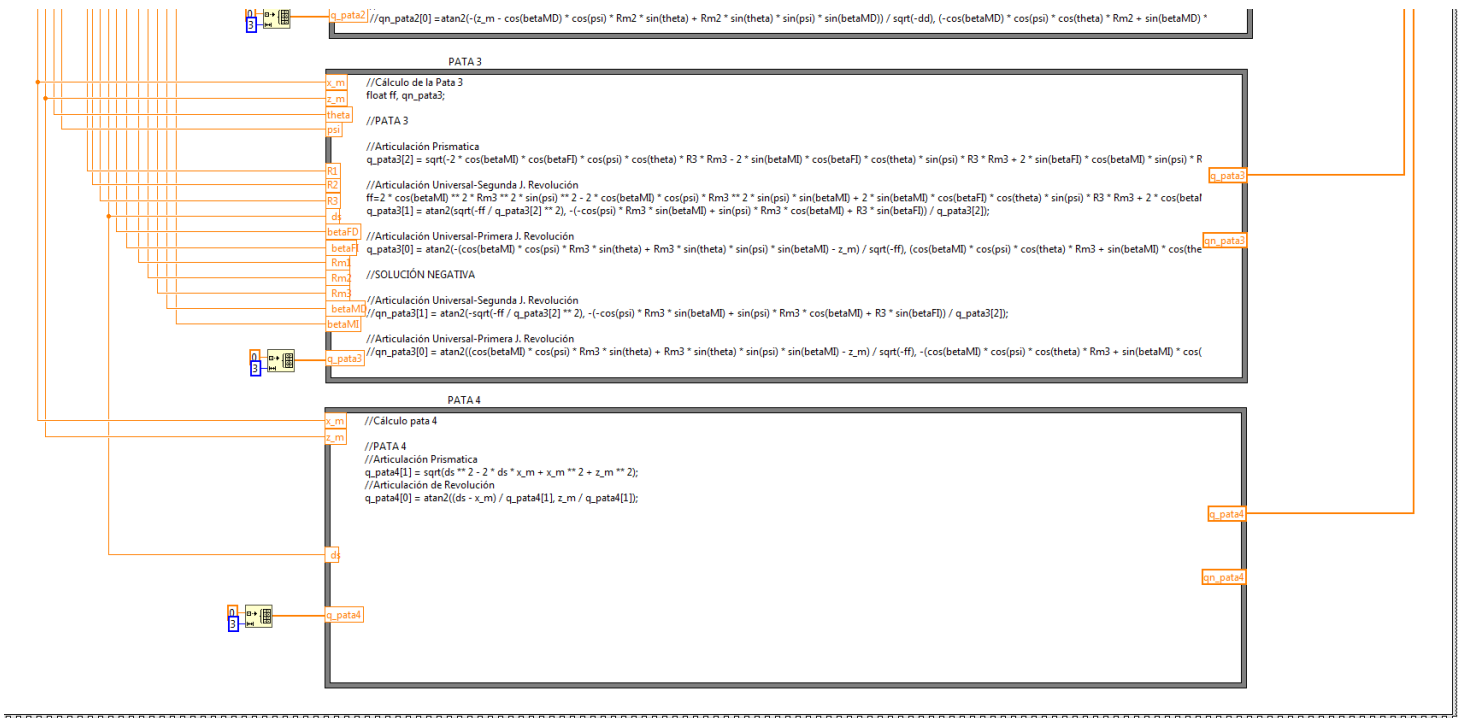 0
3
q_pata2
//qn_pata2[0] =atan2(-(z_m - cos(betaMD) * cos(psi) * Rm2 * sin(theta) + Rm2 * sin(theta) * sin(psi) * sin(betaMD)) / sqrt(-dd), (-cos(betaMD) * cos(psi) * cos(theta) * Rm2 + sin(betaMD) *
PATA 3
x_m
z_m
theta
psi
R1
R2
R3
ds
betaFD
betaFI
Rm1
Rm2
Rm3
betaMD
betaMI
0
3
q_pata3
//Cálculo de la Pata 3
float ff, qn_pata3;
//PATA 3
//Articulación Prismatica
q_pata3[2] = sqrt(-2 * cos(betaMI) * cos(betaFI) * cos(psi) * cos(theta) * R3 * Rm3 - 2 * sin(betaMI) * cos(betaFI) * cos(theta) * sin(psi) * R3 * Rm3 + 2 * sin(betaFI) * cos(betaMI) * sin(psi) * R
//Articulación Universal-Segunda J. Revolución
ff=2 * cos(betaMI) ** 2 * Rm3 ** 2 * sin(psi) ** 2 - 2 * cos(betaMI) * cos(psi) * Rm3 ** 2 * sin(psi) * sin(betaMI) + 2 * sin(betaMI) * cos(betaFI) * cos(theta) * sin(psi) * R3 * Rm3 + 2 * cos(betaI
q_pata3[1] = atan2(sqrt(-ff / q_pata3[2] ** 2), -(-cos(psi) * Rm3 * sin(betaMI) + sin(psi) * Rm3 * cos(betaMI) + R3 * sin(betaFI)) / q_pata3[2]);
//Articulación Universal-Primera J. Revolución
q_pata3[0] = atan2(-(cos(betaMI) * cos(psi) * Rm3 * sin(theta) + Rm3 * sin(theta) * sin(psi) * sin(betaMI) - z_m) / sqrt(-ff), (cos(betaMI) * cos(psi) * cos(theta) * Rm3 + sin(betaMI) * cos(the
//SOLUCIÓN NEGATIVA
//Articulación Universal-Segunda J. Revolución
//qn_pata3[1] = atan2(-sqrt(-ff / q_pata3[2] ** 2), -(-cos(psi) * Rm3 * sin(betaMI) + sin(psi) * Rm3 * cos(betaMI) + R3 * sin(betaFI)) / q_pata3[2]);
//Articulación Universal-Primera J. Revolución
//qn_pata3[0] = atan2((cos(betaMI) * cos(psi) * Rm3 * sin(theta) + Rm3 * sin(theta) * sin(psi) * sin(betaMI) - z_m) / sqrt(-ff), -(cos(betaMI) * cos(psi) * cos(theta) * Rm3 + sin(betaMI) * cos(
q_pata3
qn_pata3
PATA 4
x_m
z_m
ds
0
3
q_pata4
//Cálculo pata 4
//PATA 4
//Articulación Prismatica
q_pata4[1] = sqrt(ds ** 2 - 2 * ds * x_m + x_m ** 2 + z_m ** 2);
//Articulación de Revolución
q_pata4[0] = atan2((ds - x_m) / q_pata4[1], z_m / q_pata4[1]);
q_pata4
qn_pata4